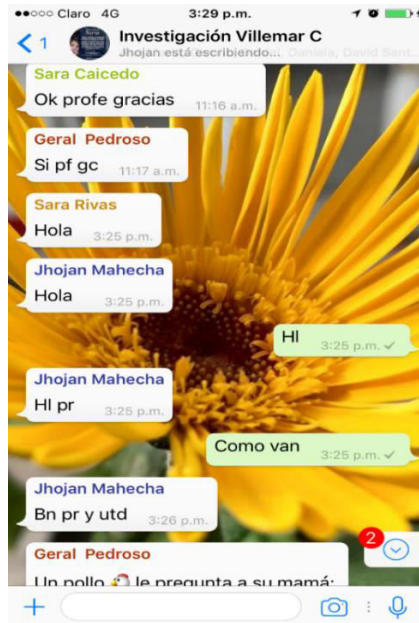 Claro 4G 3:29 p.m.
1 Investigación Villemar C
Jhojan está escribiendo... Daniela, David Sant...
Sara Caicedo
Ok profe gracias 11:16 a.m.
Geral Pedroso
Si pf gc 11:17 a.m.
Sara Rivas
Hola 3:25 p.m.
Jhojan Mahecha
Hola 3:25 p.m.
Hl 3:25 p.m.
Jhojan Mahecha
Hl pr 3:25 p.m.
Como van 3:25 p.m.
Jhojan Mahecha
Bn pr y utd 3:26 p.m.
2
Geral Pedroso
Un pollo le pregunta a su mamá: